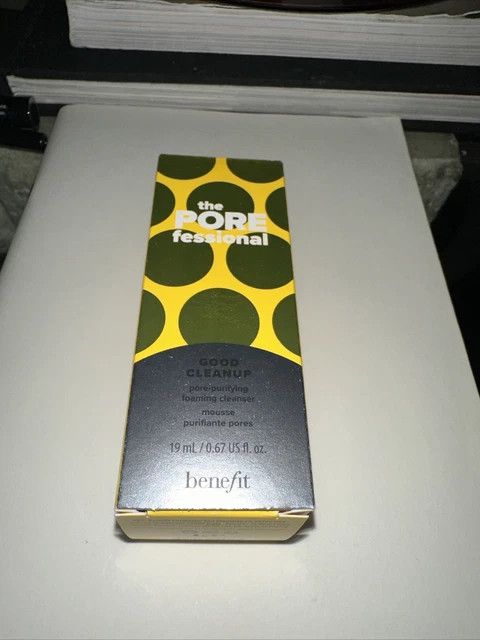 the
PORE
fessional
GOOD
CLEANUP
pore-purifying
foaming cleanser
mousse
purifiante pores
19 mL / 0.67 US fl. oz.
benefit